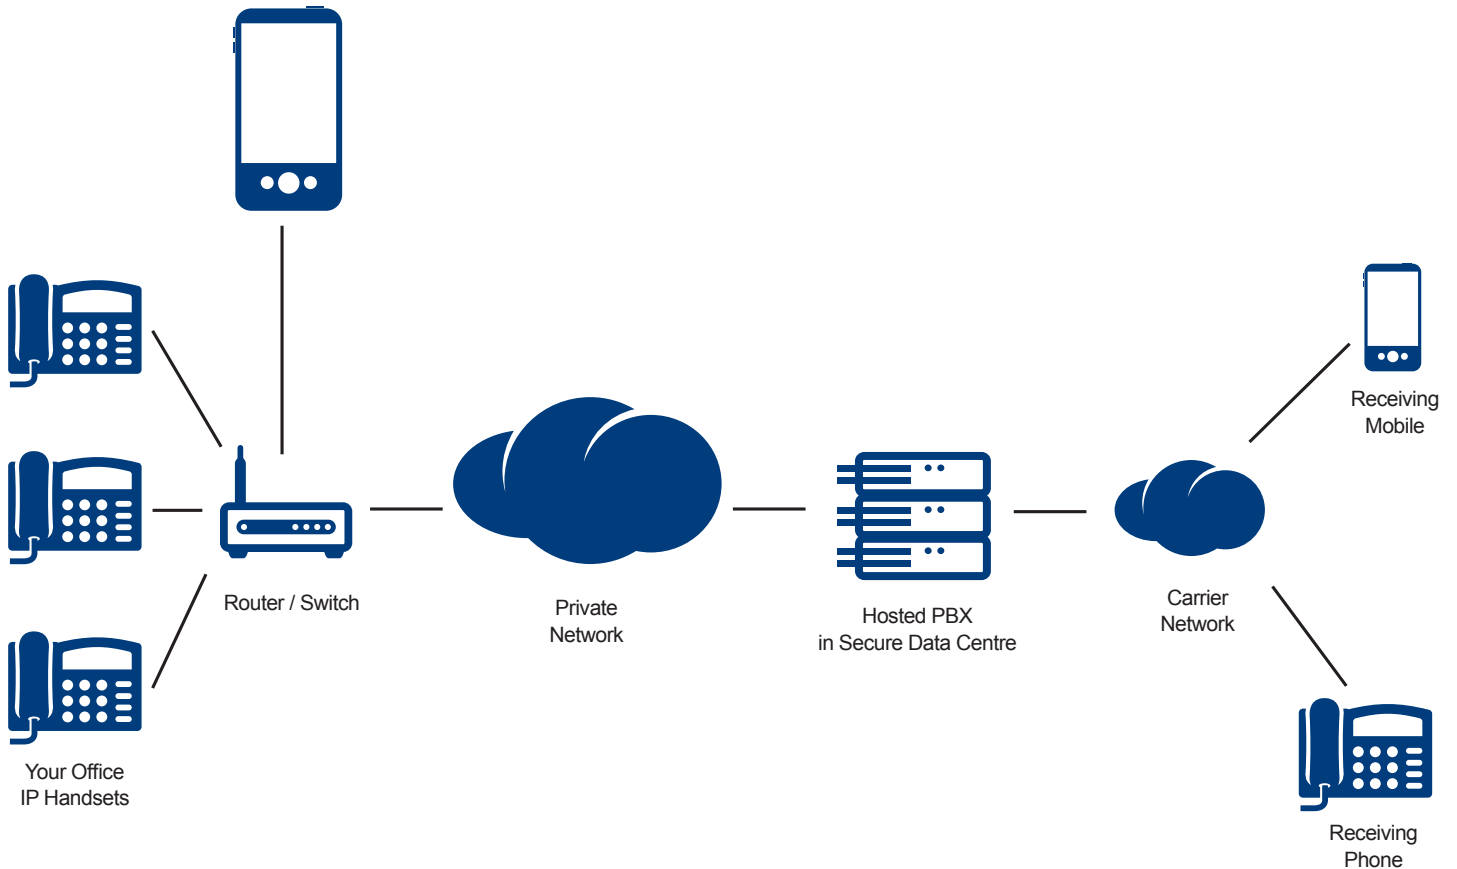 Receiving
Mobile
Router / Switch
Private
Network
Hosted PBX
in Secure Data Centre
Carrier
Network
Your Office
IP Handsets
Receiving
Phone